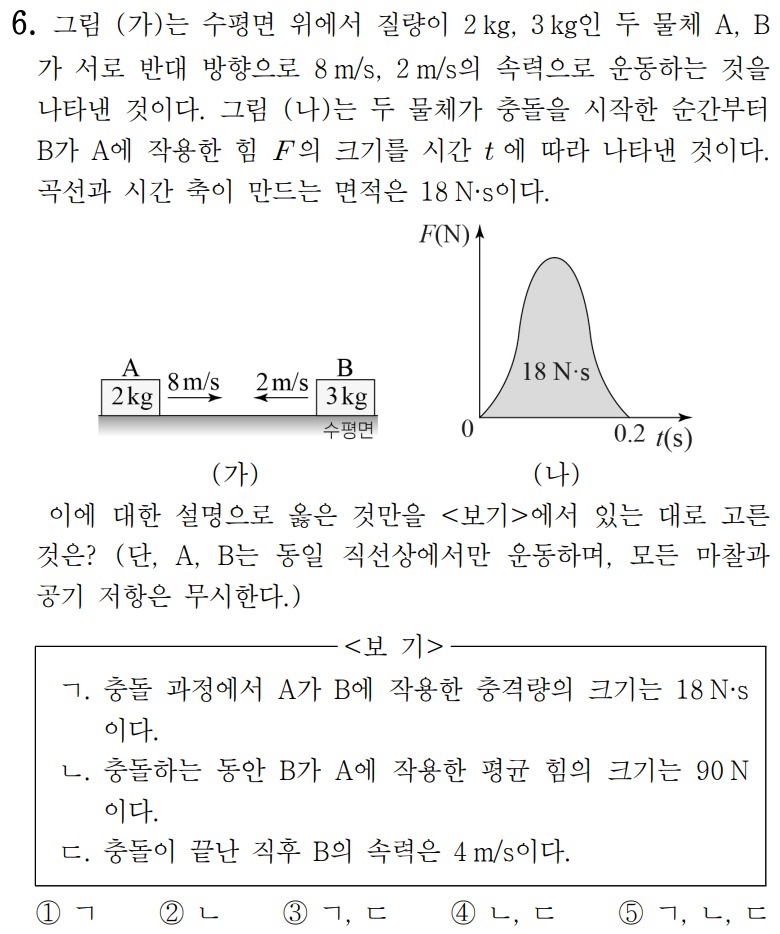 6. 그림 (가)는 수평면 위에서 질량이 2 kg, 3 kg인 두 물체 A, B
가 서로 반대 방향으로 8 m/s, 2 m/s의 속력으로 운동하는 것을
나타낸 것이다. 그림 (나)는 두 물체가 충돌을 시작한 순간부터
B가 A에 작용한 힘 F의 크기를 시간 t 에 따라 나타낸 것이다.
곡선과 시간 축이 만드는 면적은 18 N·s이다.
F(N)
A
B
8 m/s
2 m/s
2 kg
3 kg
수평면
18 N·s
0
0.2
t(s)
(가)
(나)
이에 대한 설명으로 옳은 것만을 <보기>에서 있는 대로 고른
것은? (단, A, B는 동일 직선상에서만 운동하며, 모든 마찰과
공기 저항은 무시한다.)
<보 기>
ㄱ. 충돌 과정에서 A가 B에 작용한 충격량의 크기는 18 N·s
이다.
ㄴ. 충돌하는 동안 B가 A에 작용한 평균 힘의 크기는 90 N
이다.
ㄷ. 충돌이 끝난 직후 B의 속력은 4 m/s이다.
① ㄱ ② ㄴ ③ ㄱ, ㄷ ④ ㄴ, ㄷ ⑤ ㄱ, ㄴ, ㄷ